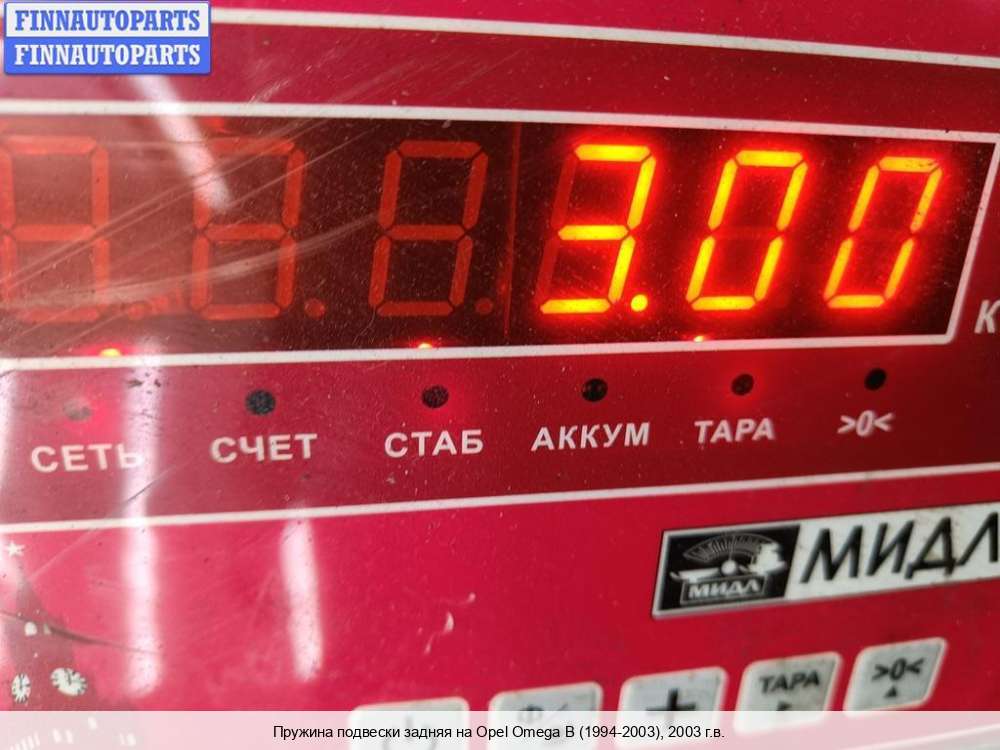 FINNAUTOPARTS
FINNAUTOPARTS
3.00
К
СЕТЬ СЧЕТ СТАБ АККУМ ТАРА >0<
МИДЛ МИДЛ
ТАРА >0<
Пружина подвески задняя на Opel Omega B (1994-2003), 2003 г.в.